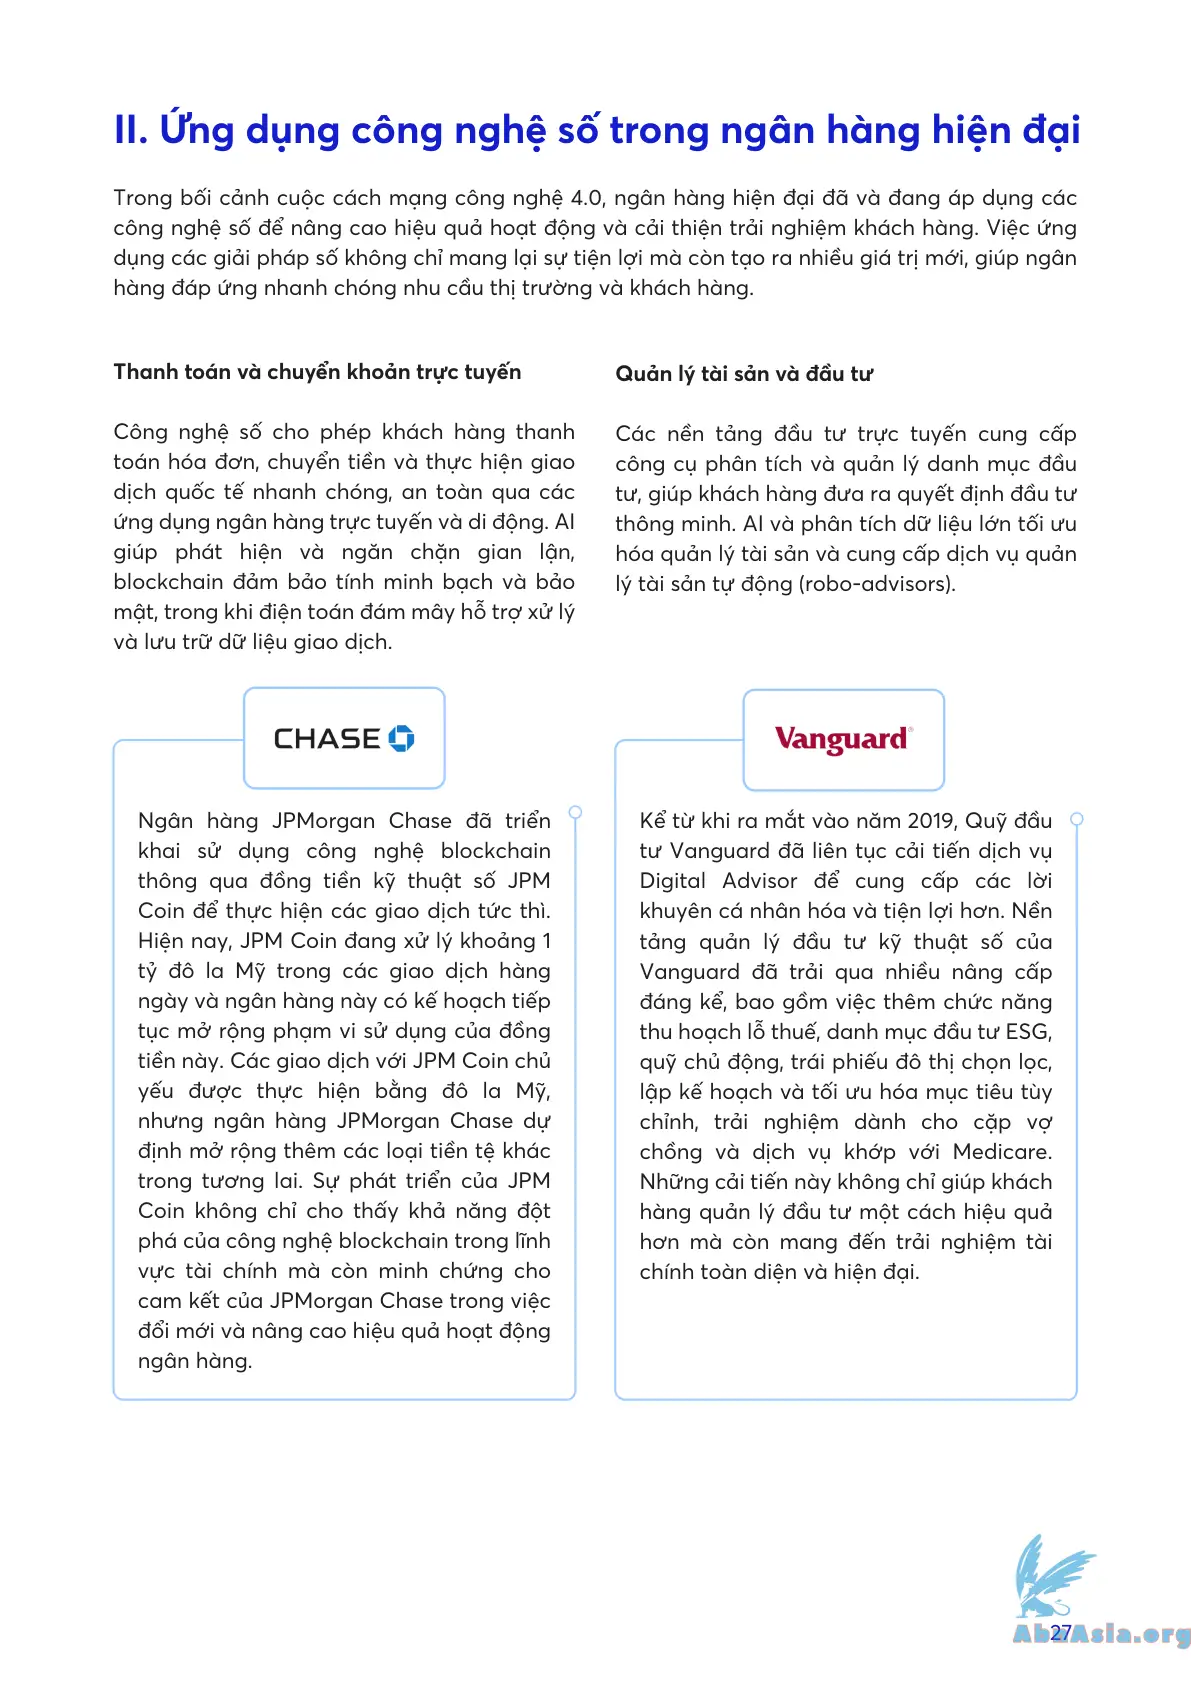 II. Ứng dụng công nghệ số trong ngân hàng hiện đại
Trong bối cảnh cuộc cách mạng công nghệ 4.0, ngân hàng hiện đại đã và đang áp dụng các
công nghệ số để nâng cao hiệu quả hoạt động và cải thiện trải nghiệm khách hàng. Việc ứng
dụng các giải pháp số không chỉ mang lại sự tiện lợi mà còn tạo ra nhiều giá trị mới, giúp ngân
hàng đáp ứng nhanh chóng nhu cầu thị trường và khách hàng.
Thanh toán và chuyển khoản trực tuyến
Công nghệ số cho phép khách hàng thanh
toán hóa đơn, chuyển tiền và thực hiện giao
dịch quốc tế nhanh chóng, an toàn qua các
ứng dụng ngân hàng trực tuyến và di động. AI
giúp phát hiện và ngăn chặn gian lận,
blockchain đảm bảo tính minh bạch và bảo
mật, trong khi điện toán đám mây hỗ trợ xử lý
và lưu trữ dữ liệu giao dịch.
CHASE
Ngân hàng JPMorgan Chase đã triển
khai sử dụng công nghệ blockchain
thông qua đồng tiền kỹ thuật số JPM
Coin để thực hiện các giao dịch tức thì.
Hiện nay, JPM Coin đang xử lý khoảng 1
tỷ đô la Mỹ trong các giao dịch hàng
ngày và ngân hàng này có kế hoạch tiếp
tục mở rộng phạm vi sử dụng của đồng
tiền này. Các giao dịch với JPM Coin chủ
yếu được thực hiện bằng đô la Mỹ,
nhưng ngân hàng JPMorgan Chase dự
định mở rộng thêm các loại tiền tệ khác
trong tương lai. Sự phát triển của JPM
Coin không chỉ cho thấy khả năng đột
phá của công nghệ blockchain trong lĩnh
vực tài chính mà còn minh chứng cho
cam kết của JPMorgan Chase trong việc
đổi mới và nâng cao hiệu quả hoạt động
ngân hàng.
Quản lý tài sản và đầu tư
Các nền tảng đầu tư trực tuyến cung cấp
công cụ phân tích và quản lý danh mục đầu
tư, giúp khách hàng đưa ra quyết định đầu tư
thông minh. AI và phân tích dữ liệu lớn tối ưu
hóa quản lý tài sản và cung cấp dịch vụ quản
lý tài sản tự động (robo-advisors).
Vanguard®
Kể từ khi ra mắt vào năm 2019, Quỹ đầu
tư Vanguard đã liên tục cải tiến dịch vụ
Digital Advisor để cung cấp các lời
khuyên cá nhân hóa và tiện lợi hơn. Nền
tảng quản lý đầu tư kỹ thuật số của
Vanguard đã trải qua nhiều nâng cấp
đáng kể, bao gồm việc thêm chức năng
thu hoạch lỗ thuế, danh mục đầu tư ESG,
quỹ chủ động, trái phiếu đô thị chọn lọc,
lập kế hoạch và tối ưu hóa mục tiêu tùy
chỉnh, trải nghiệm dành cho cặp vợ
chồng và dịch vụ khớp với Medicare.
Những cải tiến này không chỉ giúp khách
hàng quản lý đầu tư một cách hiệu quả
hơn mà còn mang đến trải nghiệm tài
chính toàn diện và hiện đại.
27